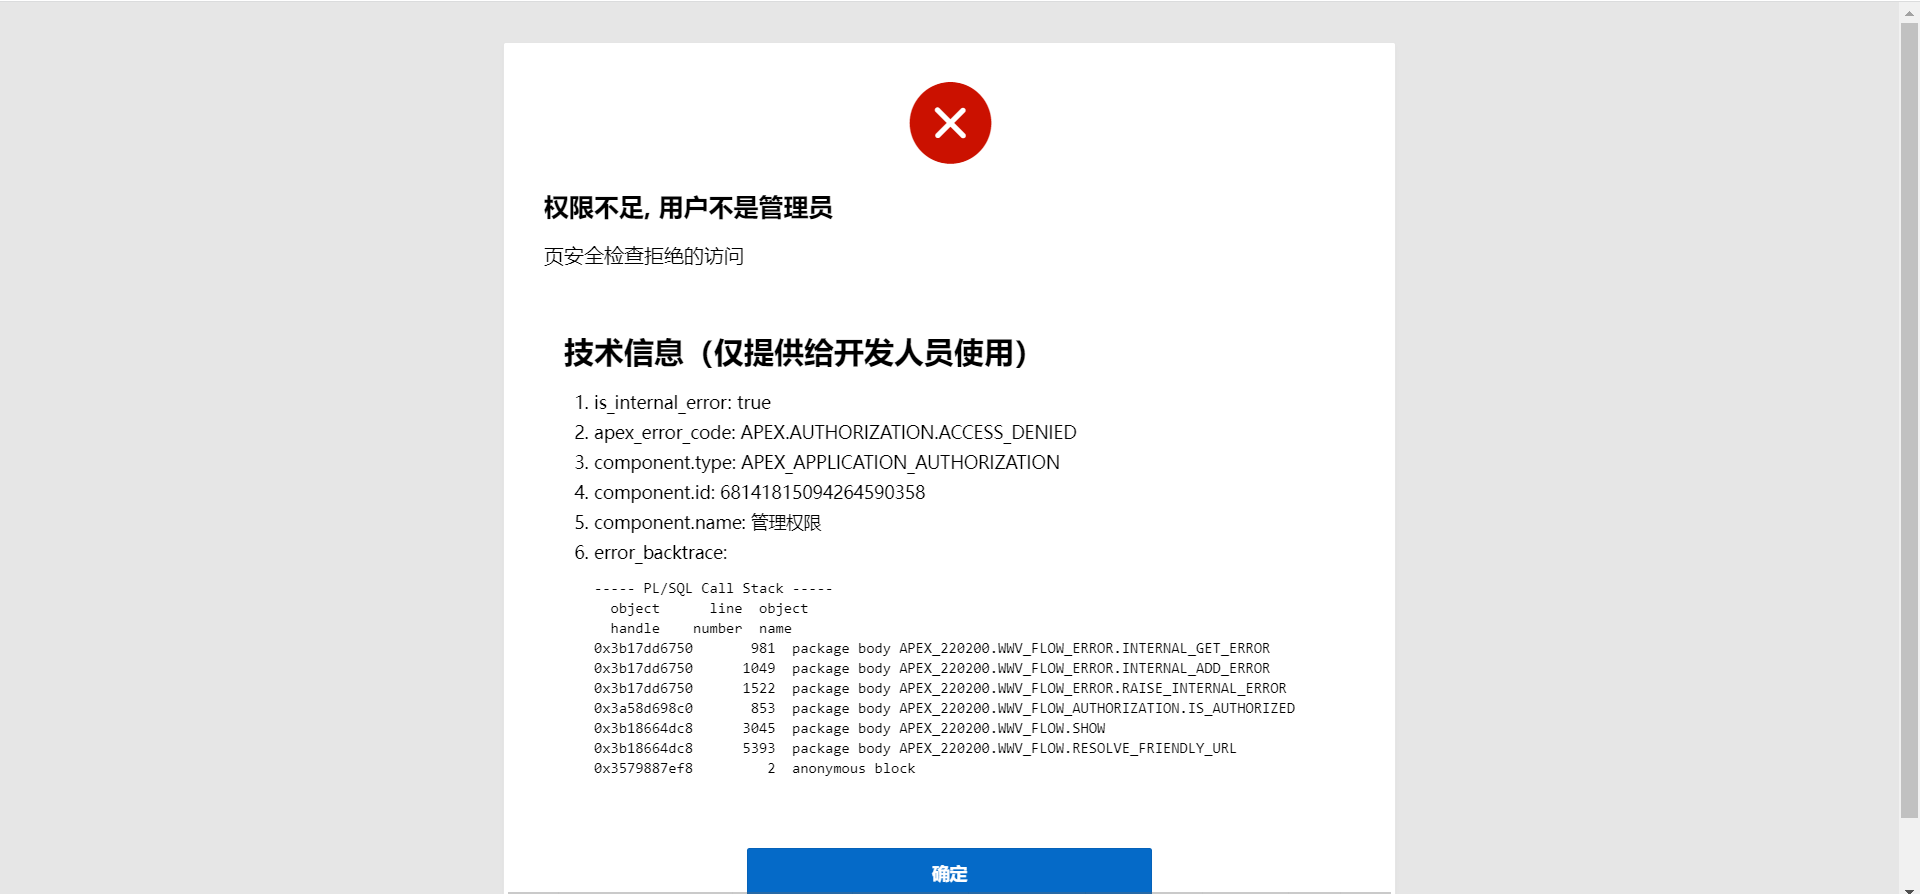 权限不足, 用户不是管理员
页安全检查拒绝的访问
技术信息（仅提供给开发人员使用）
1. is_internal_error: true
2. apex_error_code: APEX.AUTHORIZATION.ACCESS_DENIED
3. component.type: APEX_APPLICATION_AUTHORIZATION
4. component.id: 68141815094264590358
5. component.name: 管理权限
6. error_backtrace:
----- PL/SQL Call Stack -----
object      line  object
handle    number  name
0x3b17dd6750       981  package body APEX_220200.WWV_FLOW_ERROR.INTERNAL_GET_ERROR
0x3b17dd6750      1049  package body APEX_220200.WWV_FLOW_ERROR.INTERNAL_ADD_ERROR
0x3b17dd6750      1522  package body APEX_220200.WWV_FLOW_ERROR.RAISE_INTERNAL_ERROR
0x3a58d698c0       853  package body APEX_220200.WWV_FLOW_AUTHORIZATION.IS_AUTHORIZED
0x3b18664dc8      3045  package body APEX_220200.WWV_FLOW.SHOW
0x3b18664dc8      5393  package body APEX_220200.WWV_FLOW.RESOLVE_FRIENDLY_URL
0x3579887ef8         2  anonymous block
确定